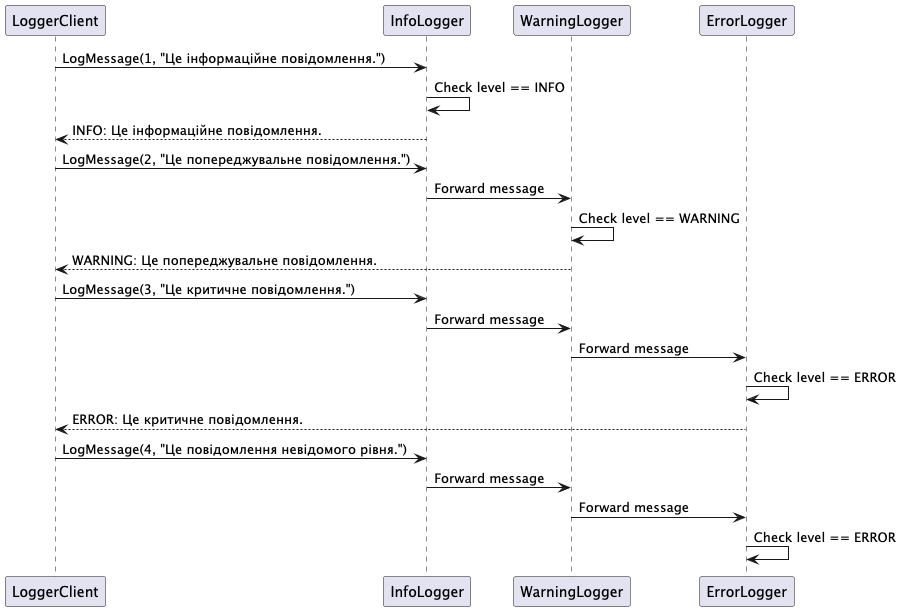 LoggerClient InfoLogger WarningLogger ErrorLogger
LogMessage(1, "Це інформаційне повідомлення.")
Check level == INFO
INFO: Це інформаційне повідомлення.
LogMessage(2, "Це попереджувальне повідомлення.")
Forward message
Check level == WARNING
WARNING: Це попереджувальне повідомлення.
LogMessage(3, "Це критичне повідомлення.")
Forward message
Forward message
Check level == ERROR
ERROR: Це критичне повідомлення.
LogMessage(4, "Це повідомлення невідомого рівня.")
Forward message
Forward message
Check level == ERROR
LoggerClient InfoLogger WarningLogger ErrorLogger